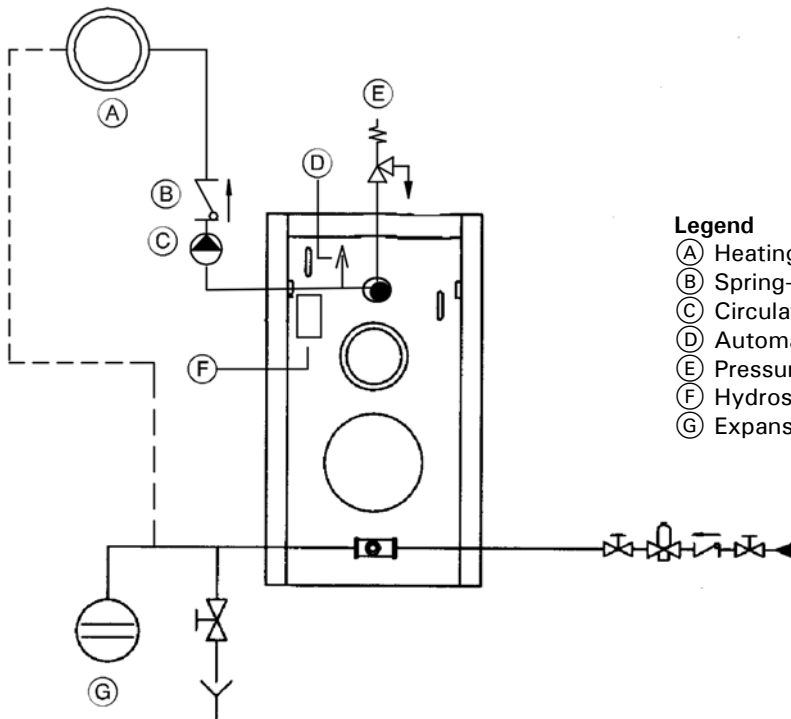 A
E
D
B
C
F
G
Legend
A Heating
B Spring-
C Circula
D Automa
E Pressur
F Hydros
G Expans